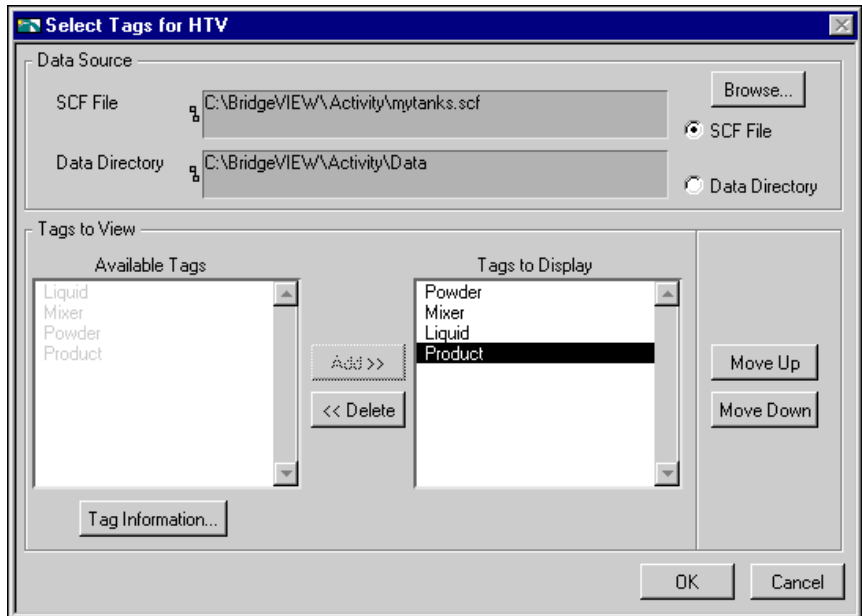 Select Tags for HTV
Data Source
SCF File
C:\BridgeVIEW\Activity\mytanks.scf
Browse...
SCF File
Data Directory
C:\BridgeVIEW\Activity\Data
Data Directory
Tags to View
Available Tags
Liquid
Mixer
Powder
Product
Tag Information...
Add >>
<< Delete
Tags to Display
Powder
Mixer
Liquid
Product
Move Up
Move Down
OK
Cancel